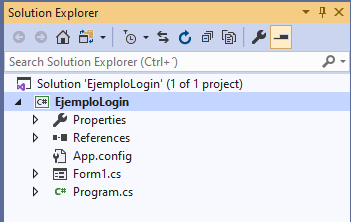 Solution Explorer
Search Solution Explorer (Ctrl+´)
Solution 'EjemploLogin' (1 of 1 project)
C# EjemploLogin
Properties
References
App.config
Form1.cs
C# Program.cs